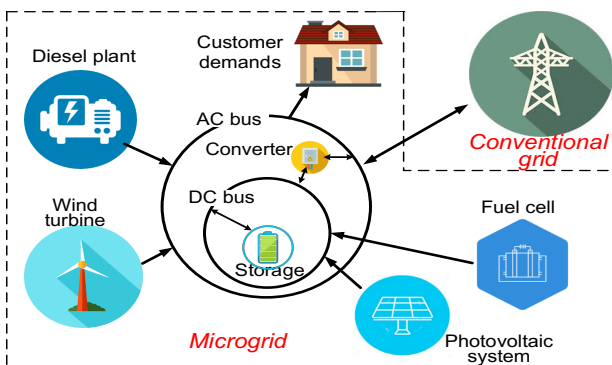 Diesel plant
Customer
demands
AC bus
Converter
Conventional
grid
DC bus
Wind
turbine
Storage
Fuel cell
Microgrid
Photovoltaic
system